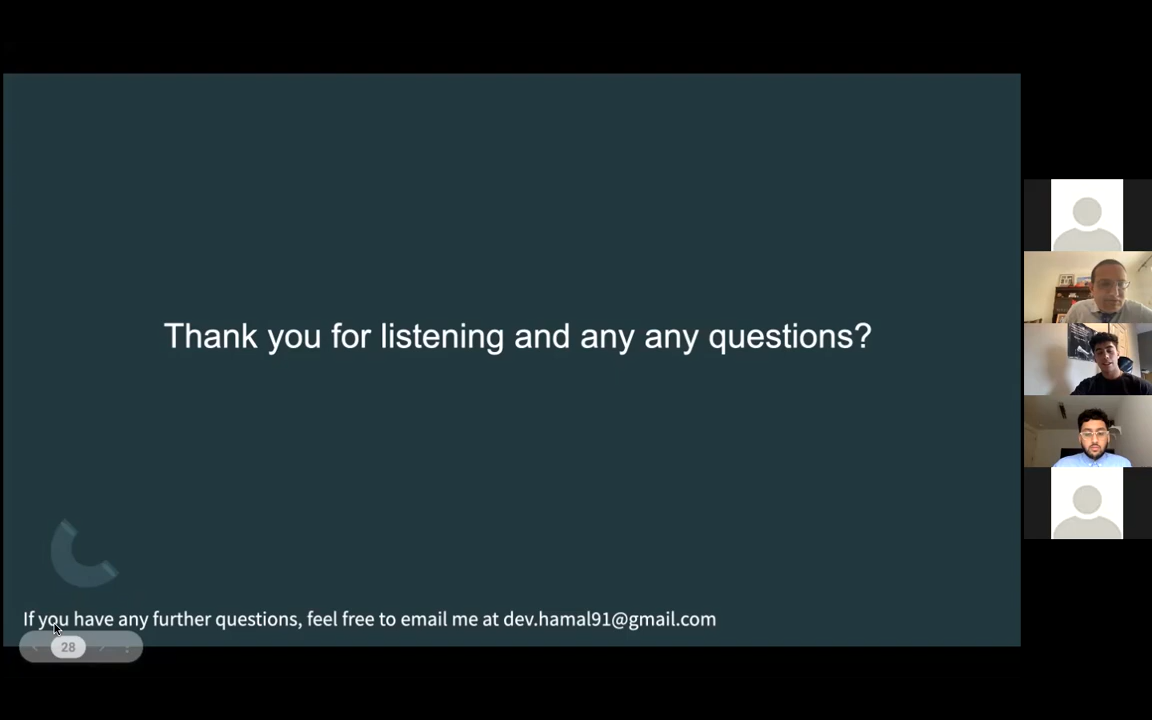 Thank you for listening and any any questions?
If you have any further questions, feel free to email me at dev.hamal91@gmail.com
28